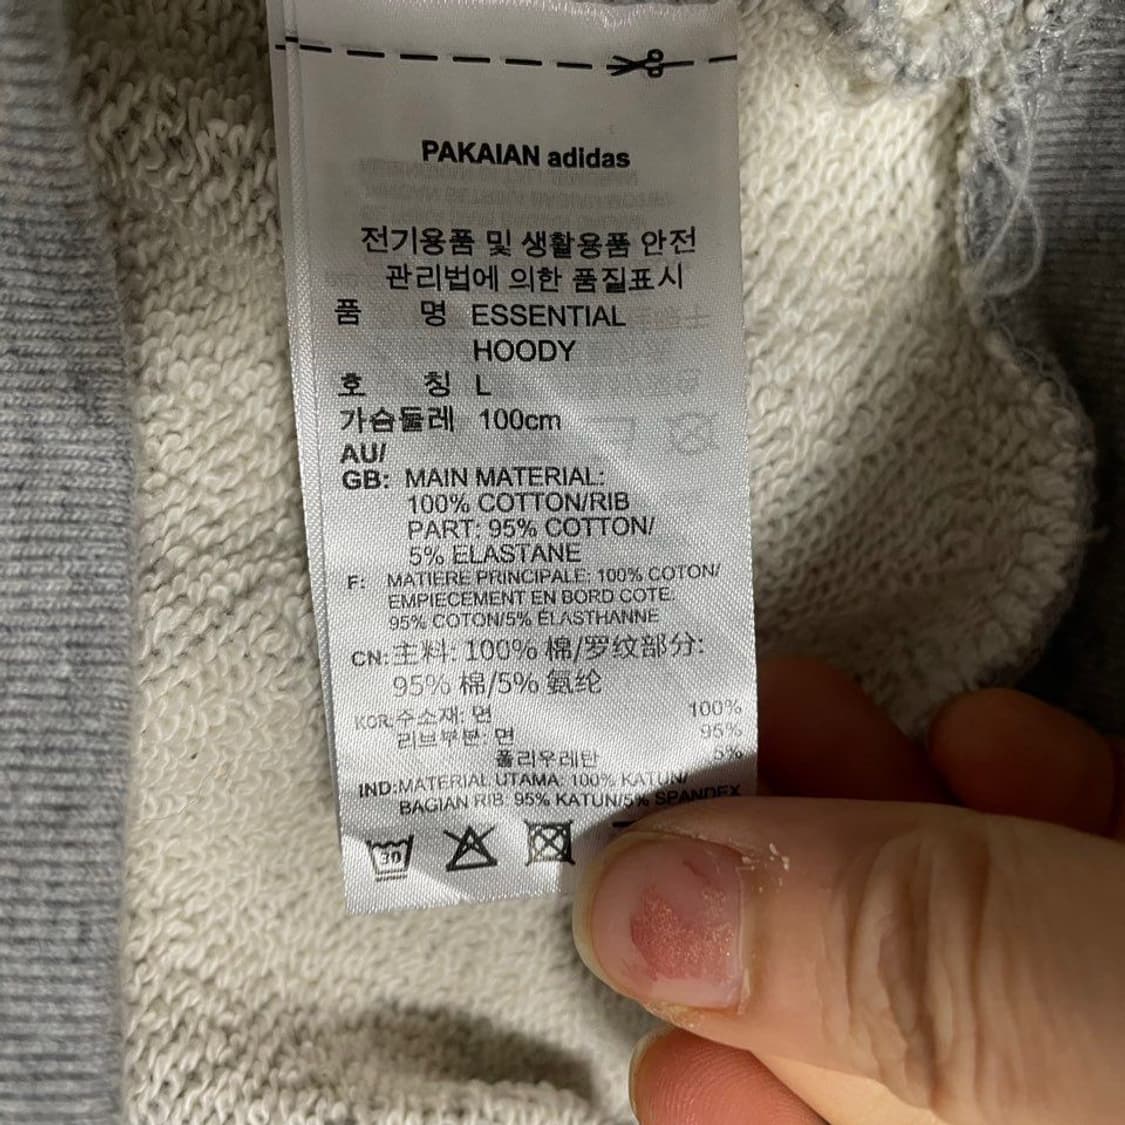 PAKAIAN adidas
전기용품 및 생활용품 안전
관리법에 의한 품질표시
품 명 ESSENTIAL
HOODY
호 칭 L
가슴둘레 100cm
AU/
GB: MAIN MATERIAL:
100% COTTON/RIB
PART: 95% COTTON/
5% ELASTANE
F: MATIERE PRINCIPALE: 100% COTON/
EMPIECEMENT EN BORD COTE:
95% COTON/5% ÉLASTHANNE
CN: 主料: 100% 棉/罗纹部分:
95% 棉/5% 氨纶
KOR: 수소재: 면 100%
리브부분: 면 95%
폴리우레탄 5%
IND: MATERIAL UTAMA: 100% KATUN/
BAGIAN RIB: 95% KATUN/5% SPANDEX
30